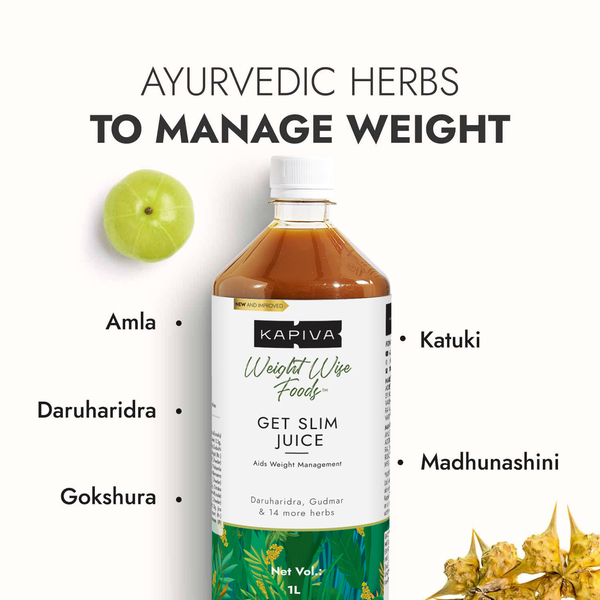 AYURVEDIC HERBS
TO MANAGE WEIGHT
NEW AND IMPROVED
KAPIVA
Weight Wise
Foods™
GET SLIM
JUICE
Aids Weight Management
Daruharidra, Gudmar
& 14 more herbs
Net Vol.:
1L
Amla
Daruharidra
Gokshura
Katuki
Madhunashini